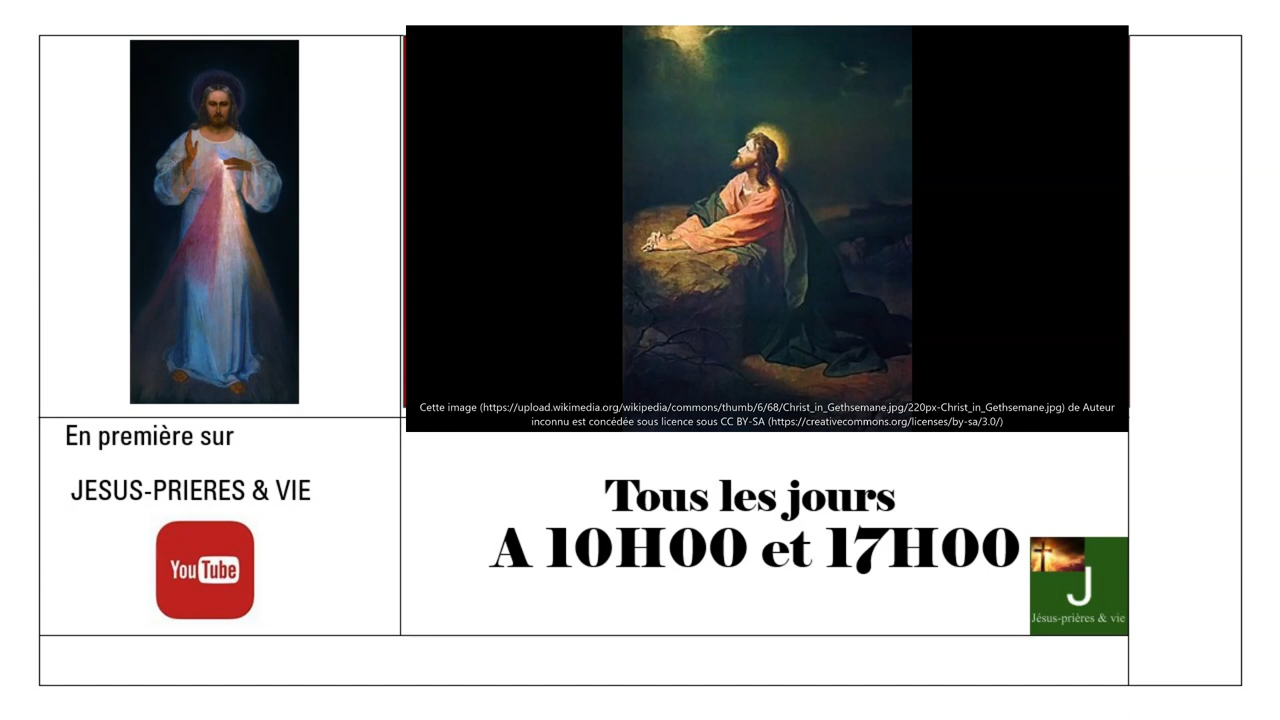 Cette image (https://upload.wikimedia.org/wikipedia/commons/thumb/6/68/Christ_in_Gethsemane.jpg/220px-Christ_in_Gethsemane.jpg) de Auteur
inconnu est concédée sous licence sous CC BY-SA (https://creativecommons.org/licenses/by-sa/3.0/)
En première sur
JESUS-PRIERES & VIE
YouTube
Tous les jours
A 10H00 et 17H00
J
Jésus-prières & vie